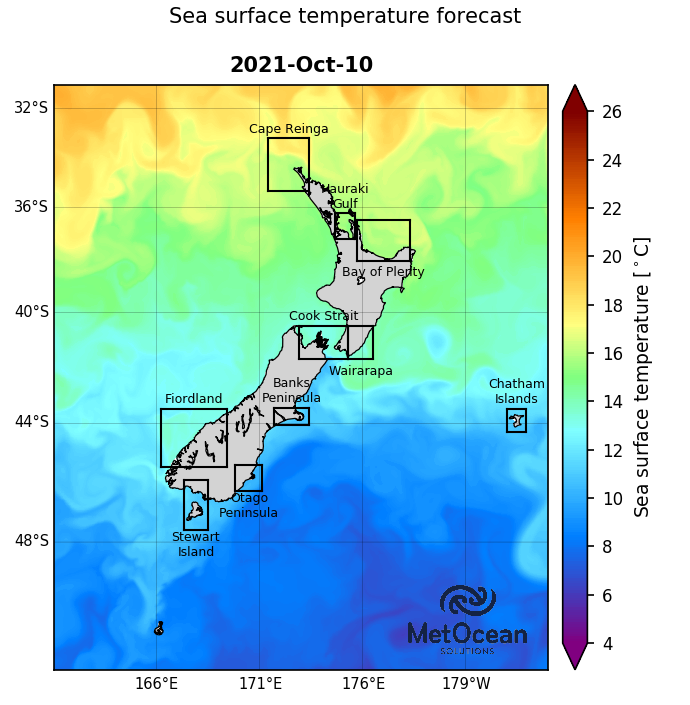 Sea surface temperature forecast
2021-Oct-10
32°S
36°S
40°S
44°S
48°S
166°E
171°E
176°E
179°W
Cape Reinga
Hauraki
Gulf
Bay of Plenty
Cook Strait
Wairarapa
Banks
Peninsula
Fiordland
Chatham
Islands
Otago
Peninsula
Stewart
Island
MetOcean
SOLUTIONS
26
24
22
20
18
16
14
12
10
8
6
4
Sea surface temperature [°C]